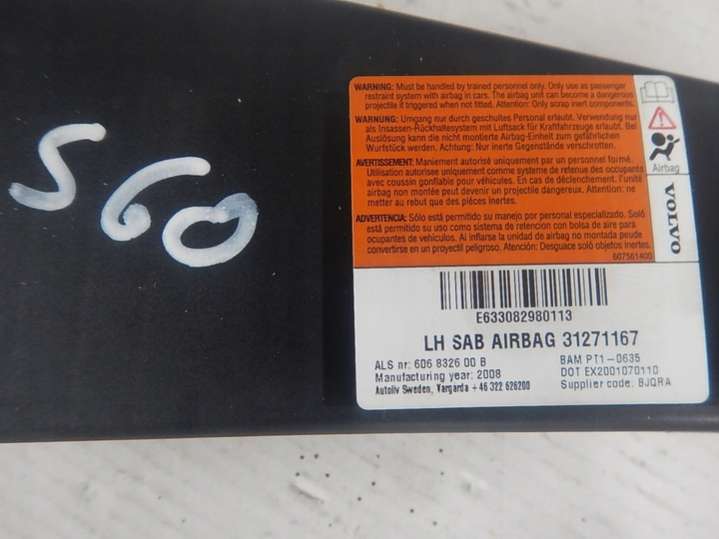 S60
WARNING: Must be handled by trained personnel only. Only use as passenger
restraint system with airbag in cars. The airbag unit can become a dangerous
projectile if triggered when not fitted. Attention: Only scrap inert components.
WARNUNG: Umgang nur durch geschultes Personal erlaubt. Verwendung nur
als Insassen-Rückhaltesystem mit Luftsack für Kraftfahrzeuge erlaubt. Bei
Auslösung kann die nicht montierte Airbag-Einheit zum gefährlichen
Wurfstück werden. Achtung: Nur inerte Gegenstände verschrotten.
AVERTISSEMENT: Maniement autorisé uniquement par un personnel formé.
Utilisation autorisée uniquement comme système de retenue des occupants
avec coussin gonflable pour véhicules. En cas de déclenchement, l'unité
airbag non montée peut devenir un projectile dangereux. Attention: ne
mettre au rebut que des pièces inertes.
ADVERTENCIA: Sólo está permitido su manejo por personal especializado. Sólo
está permitido su uso como sistema de retención con bolsa de aire para
ocupantes de vehículos. Al inflarse la unidad de airbag no montada peude
convertirse en un proyectil peligroso. Atención: Desguace solo objetos inertes.
607561400
Airbag
VOLVO
E633082980113
LH SAB AIRBAG 31271167
ALS nr: 606 8326 00 B
Manufacturing year: 2008
Autoliv Sweden, Vargarda +46 322 626200
BAM PT1-0635
DOT EX2001070110
Supplier code: BJQRA